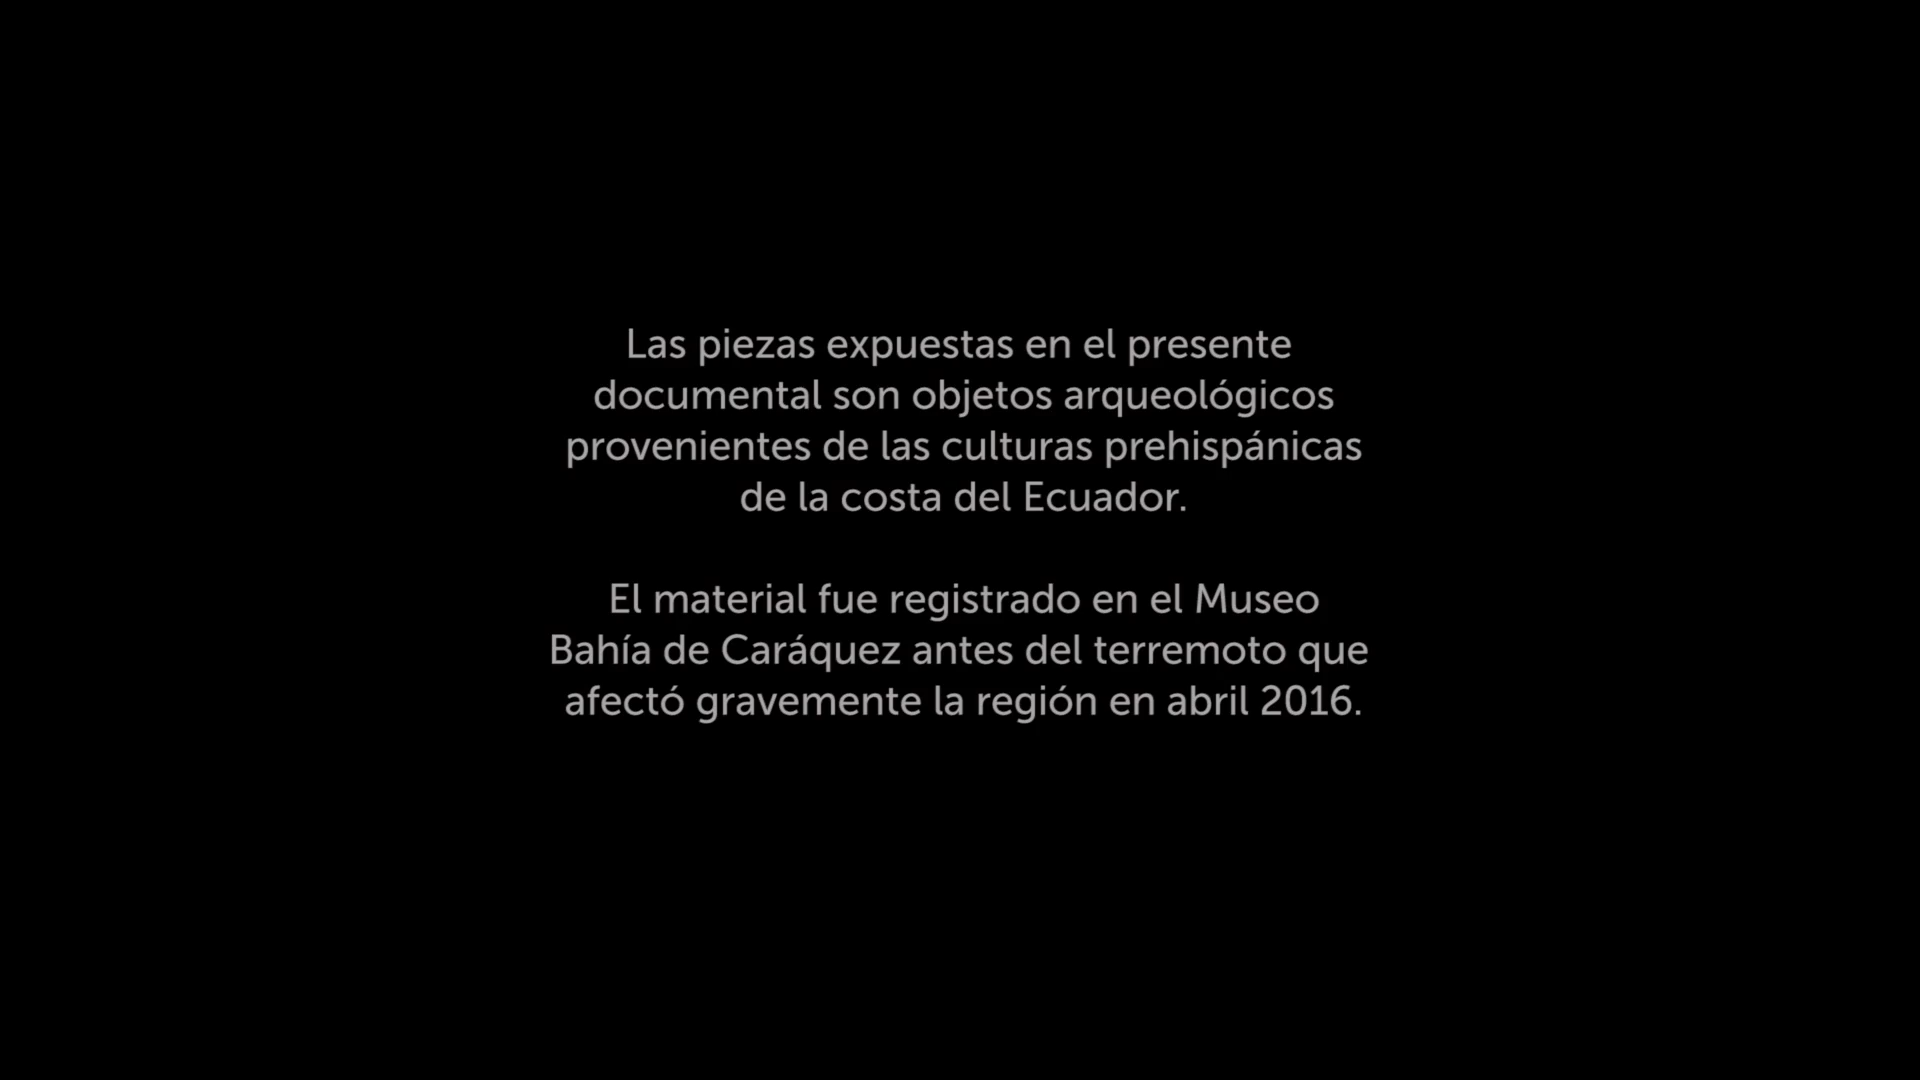 Las piezas expuestas en el presente
documental son objetos arqueológicos
provenientes de las culturas prehispánicas
de la costa del Ecuador.
El material fue registrado en el Museo
Bahía de Caráquez antes del terremoto que
afectó gravemente la región en abril 2016.